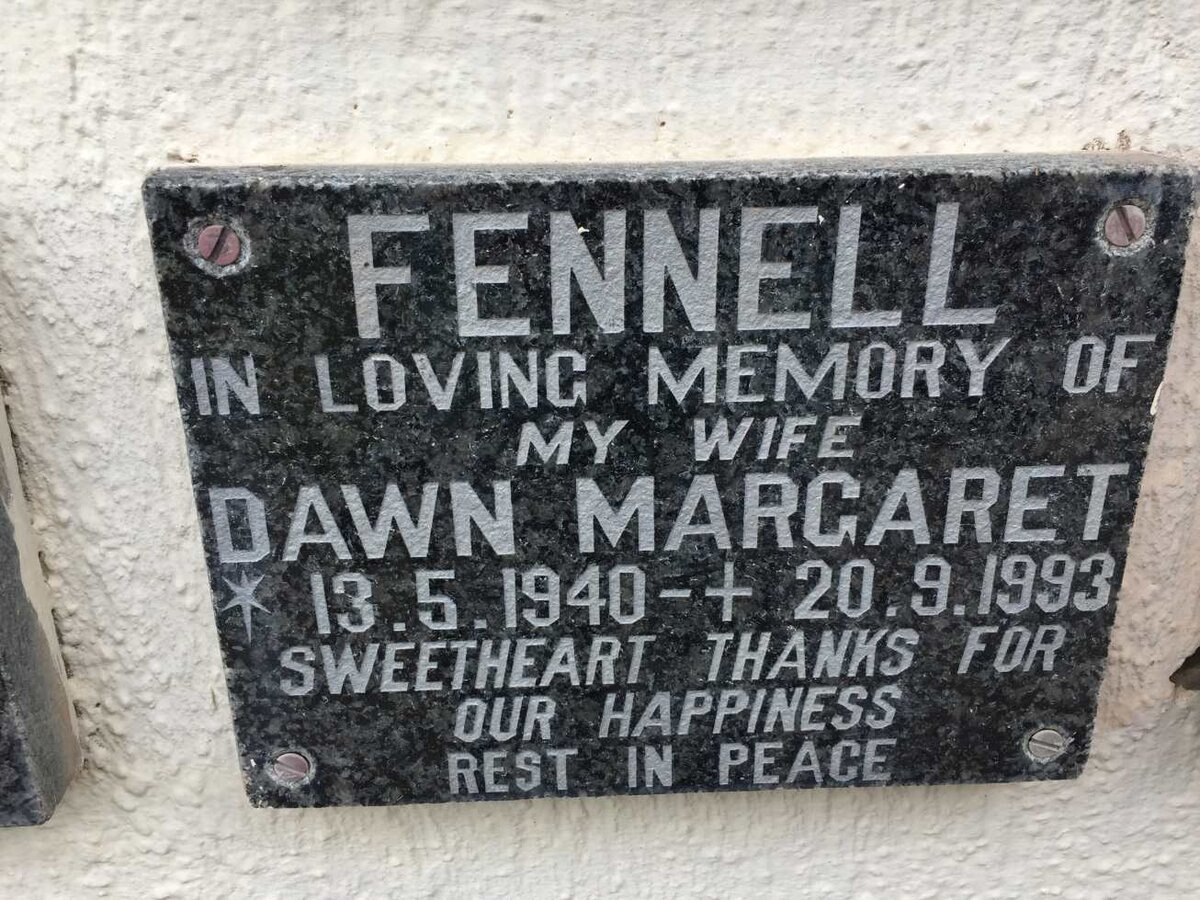 FENNELL
IN LOVING MEMORY OF
MY WIFE
DAWN MARGARET
* 13.5.1940 - + 20.9.1993
SWEETHEART THANKS FOR
OUR HAPPINESS
REST IN PEACE